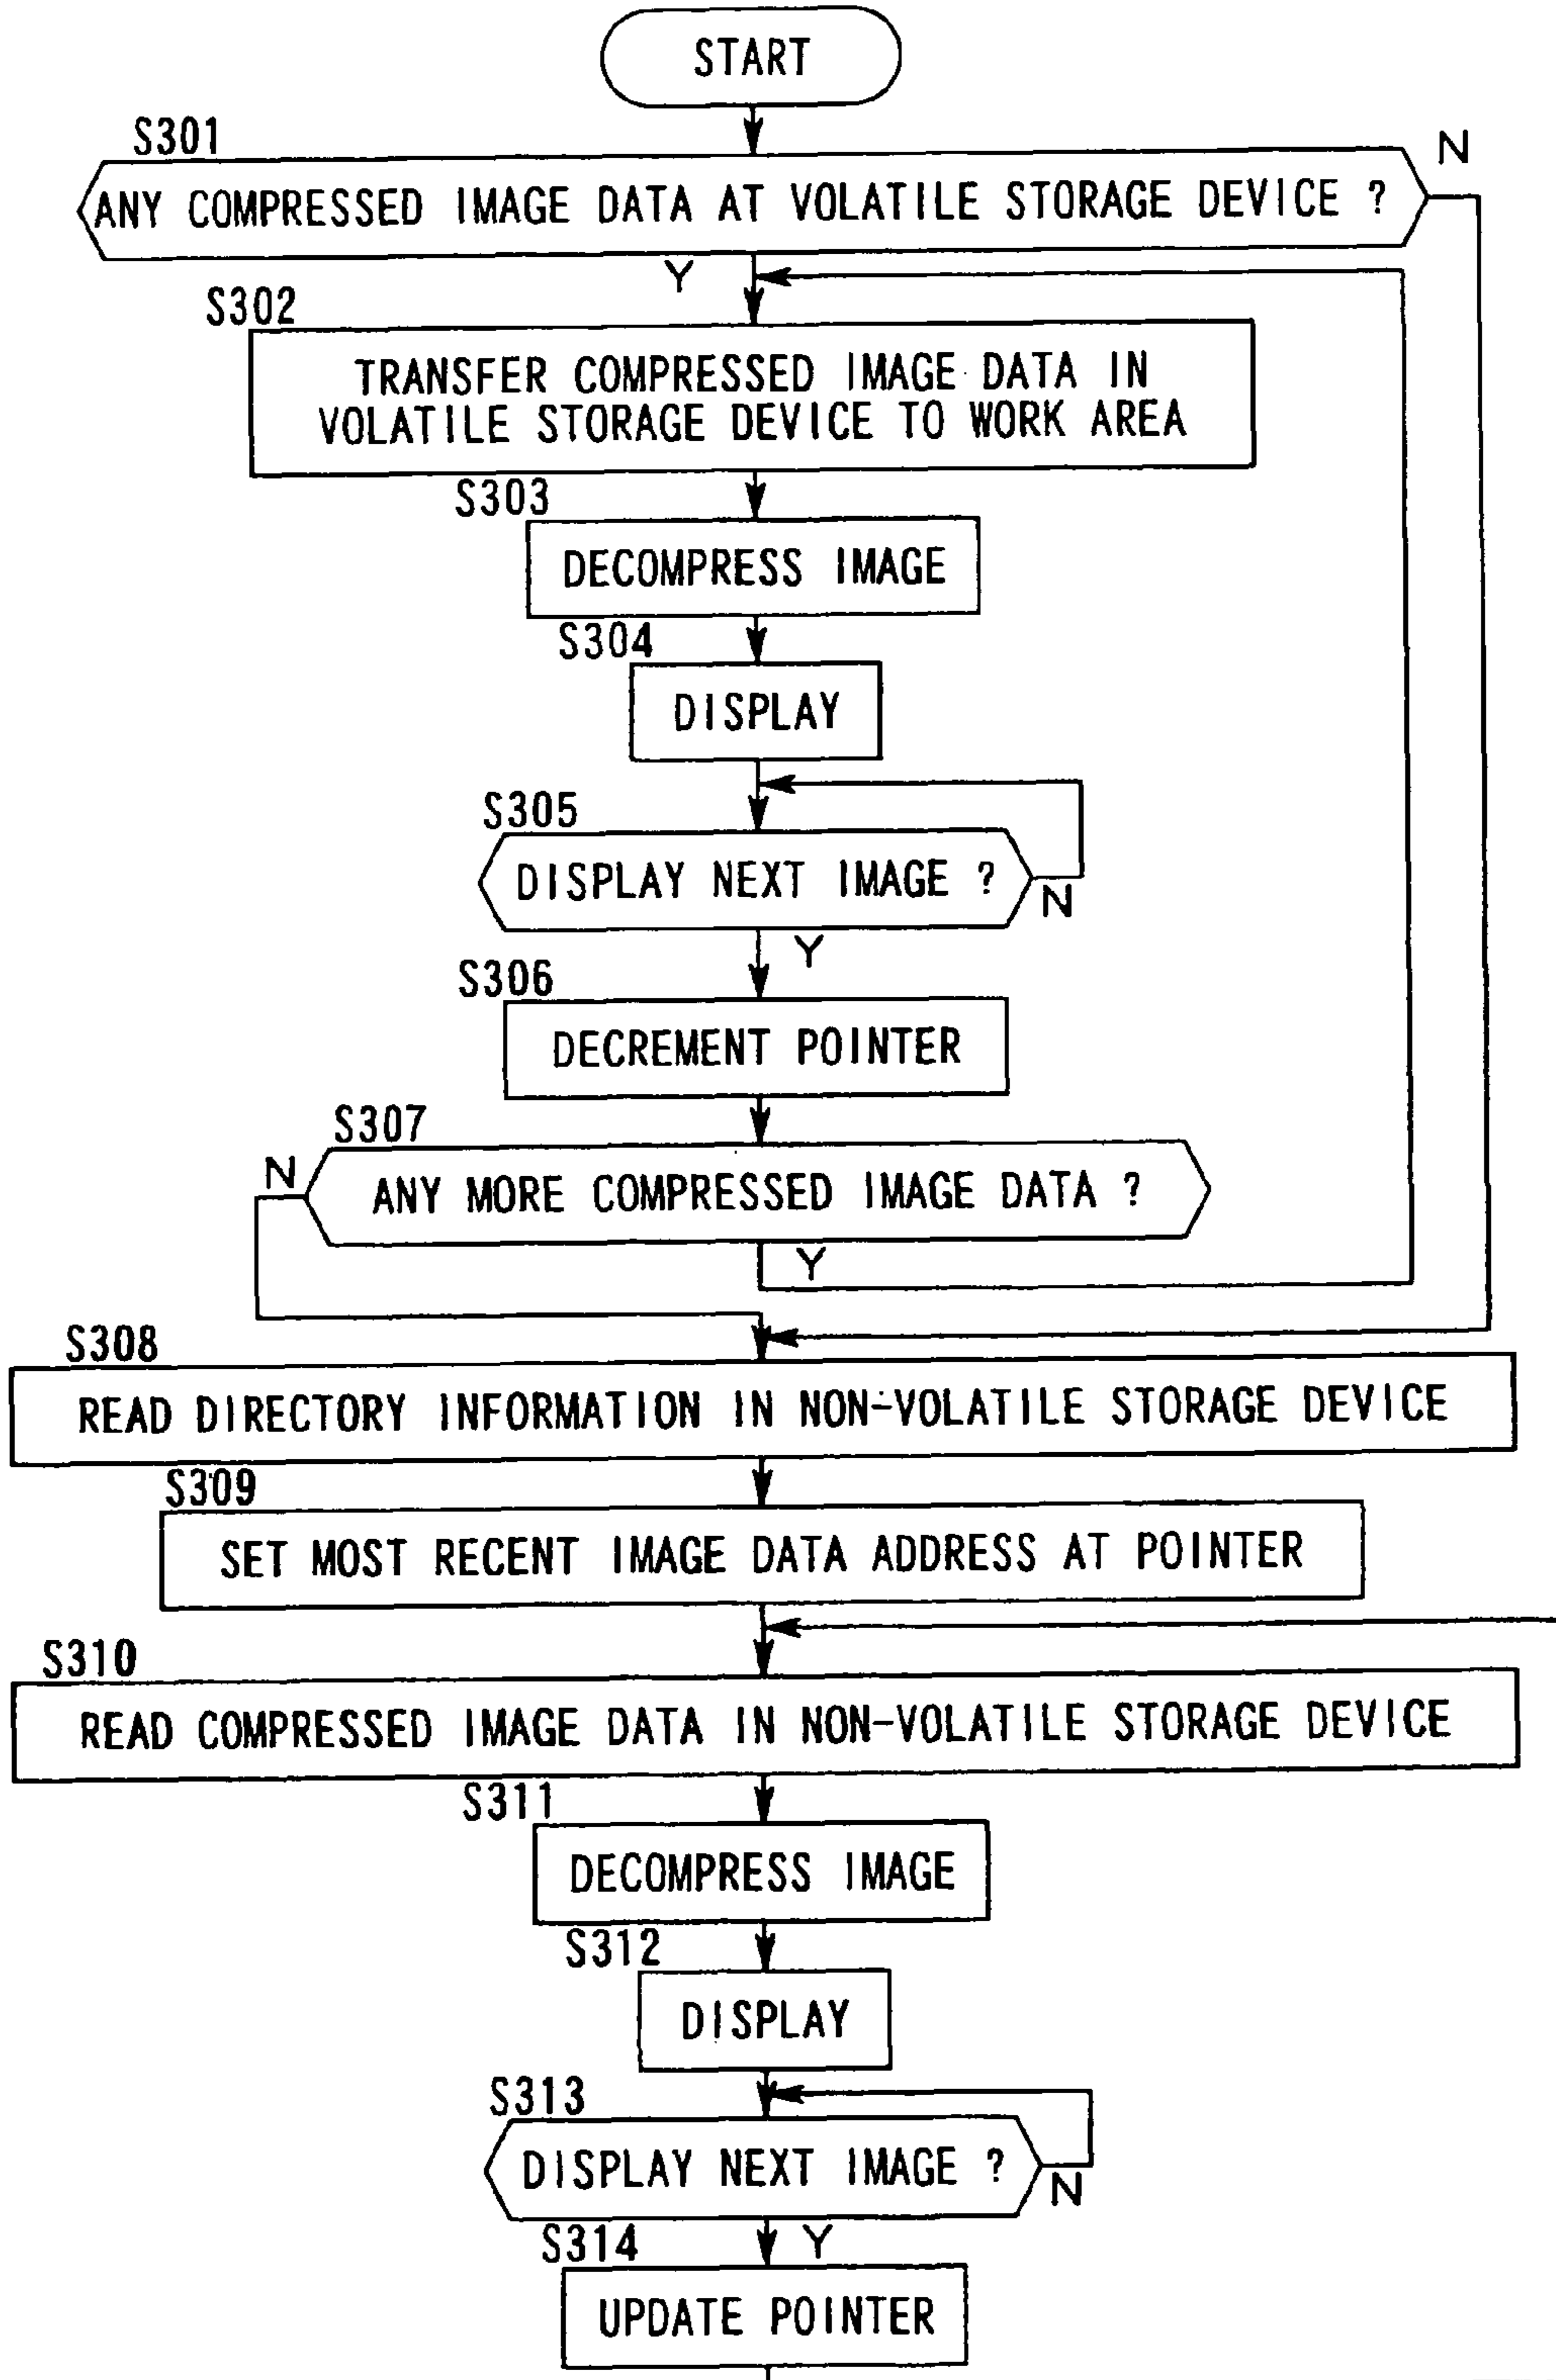 START
S301
N
ANY COMPRESSED IMAGE DATA AT VOLATILE STORAGE DEVICE ?
Y
S302
TRANSFER COMPRESSED IMAGE DATA IN
VOLATILE STORAGE DEVICE TO WORK AREA
S303
DECOMPRESS IMAGE
S304
DISPLAY
S305
DISPLAY NEXT IMAGE ?
N
Y
S306
DECREMENT POINTER
S307
N
ANY MORE COMPRESSED IMAGE DATA ?
Y
S308
READ DIRECTORY INFORMATION IN NON-VOLATILE STORAGE DEVICE
S309
SET MOST RECENT IMAGE DATA ADDRESS AT POINTER
S310
READ COMPRESSED IMAGE DATA IN NON-VOLATILE STORAGE DEVICE
S311
DECOMPRESS IMAGE
S312
DISPLAY
S313
DISPLAY NEXT IMAGE ?
N
S314
Y
UPDATE POINTER